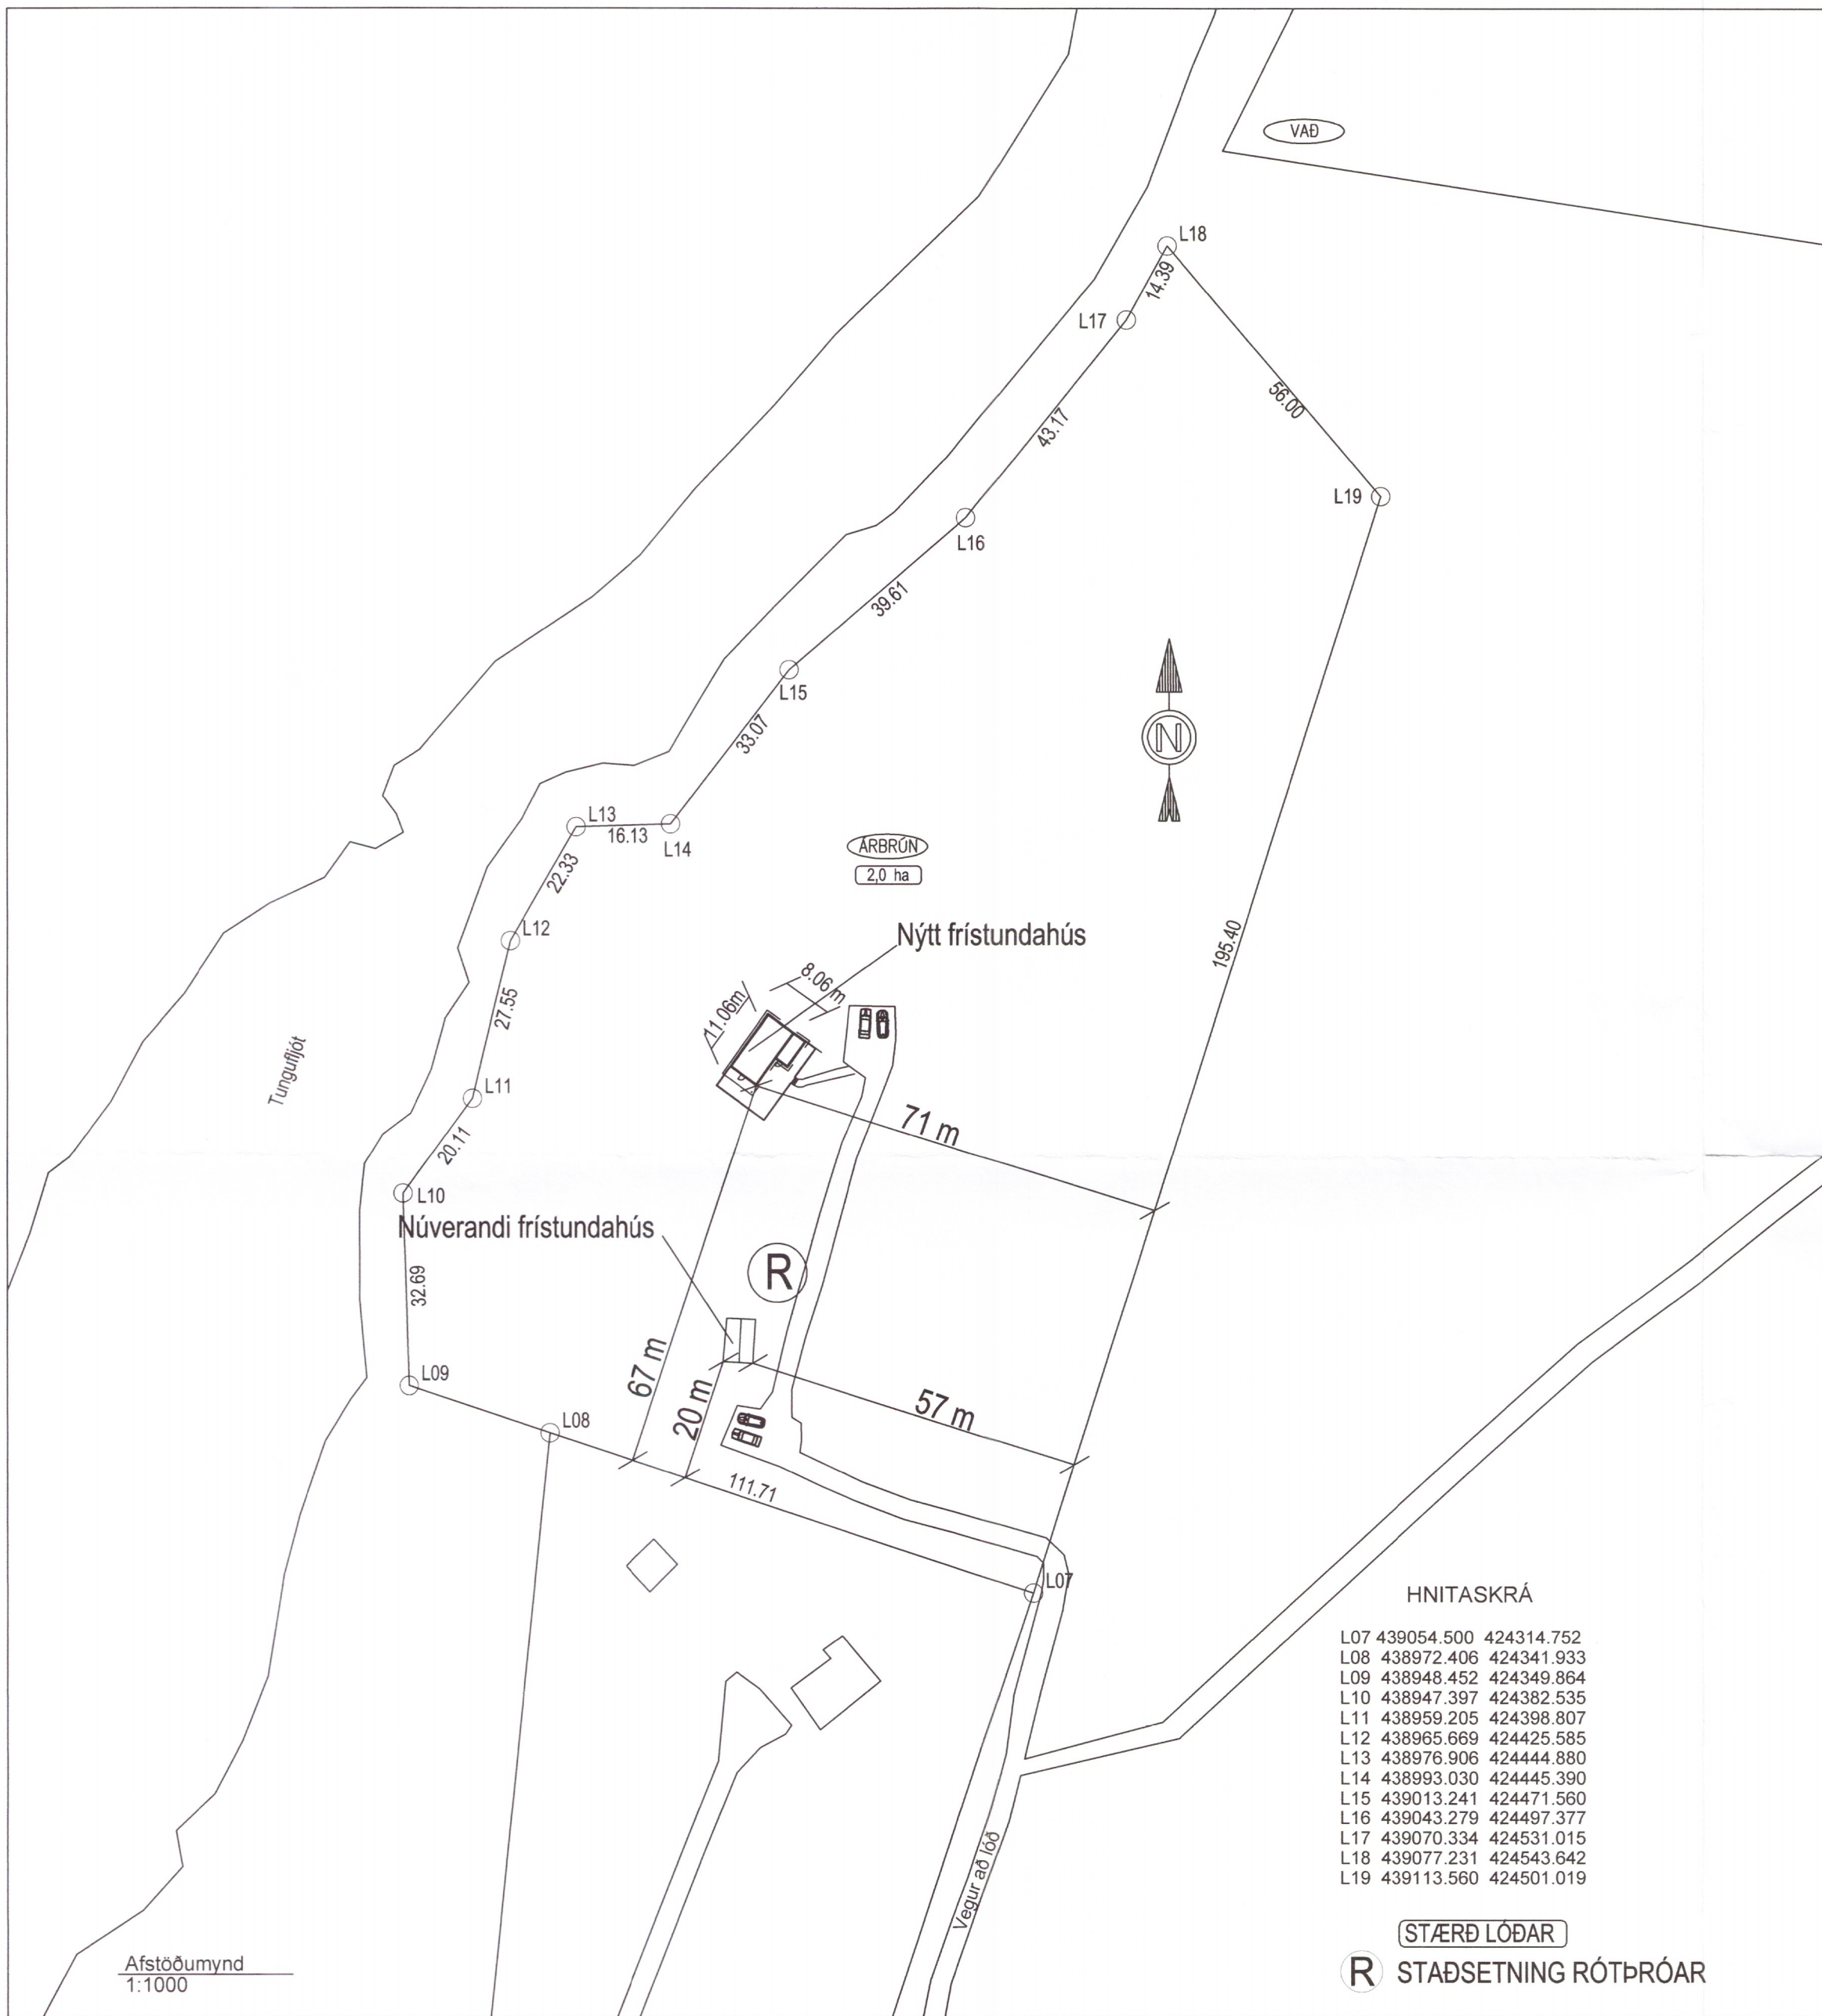 VAÐ
L18
14.39
L17
56.00
43.17
L19
L16
39.61
L15
33.07
N
L13
16.13
L14
22.33
ÁRBRÚN
2,0 ha
L12
Nýtt frístundahús
195.40
8.06 m
11.06m
27.55
Tungufljót
L11
71 m
20.11
L10
Núverandi frístundahús
R
32.69
67 m
L09
20 m
57 m
L08
111.71
L07
HNITASKRÁ
L07 439054.500 424314.752
L08 438972.406 424341.933
L09 438948.452 424349.864
L10 438947.397 424382.535
L11 438959.205 424398.807
L12 438965.669 424425.585
L13 438976.906 424444.880
L14 438993.030 424445.390
L15 439013.241 424471.560
L16 439043.279 424497.377
L17 439070.334 424531.015
L18 439077.231 424543.642
L19 439113.560 424501.019
Vegur að lóð
STÆRÐ LÓÐAR
R STAÐSETNING RÓTÞRÓAR
Afstöðumynd
1:1000